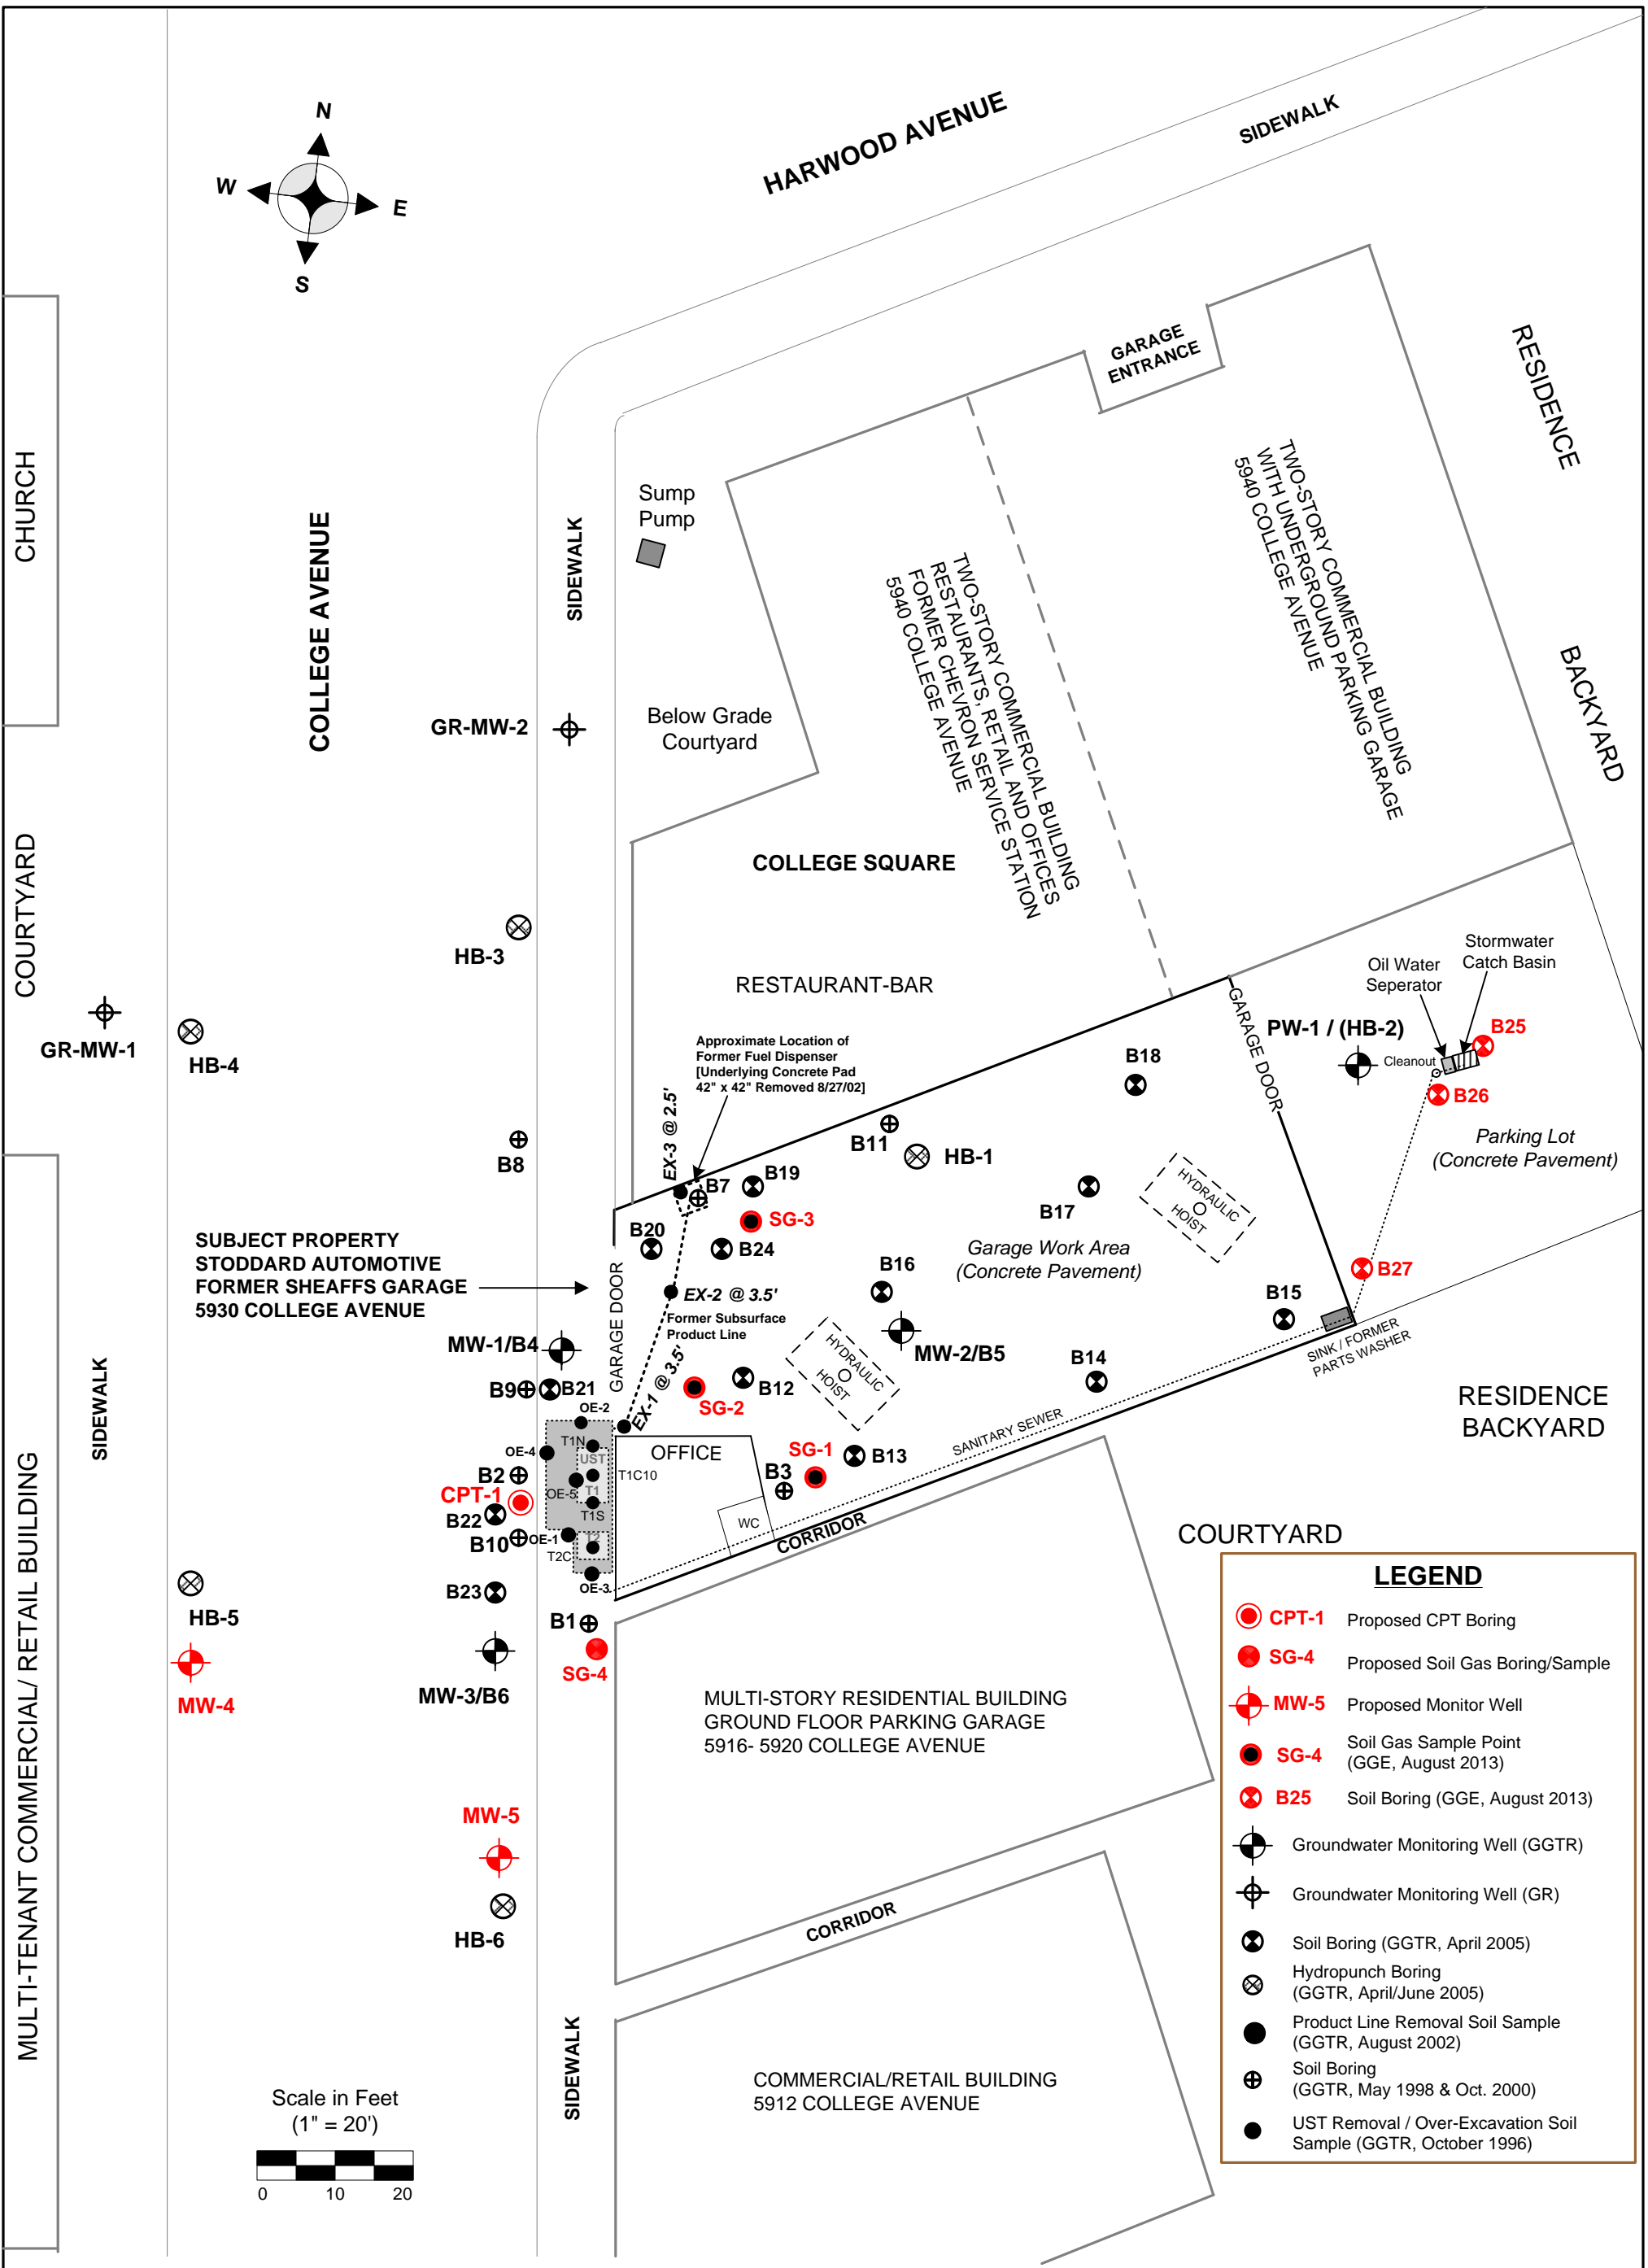 HARWOOD AVENUE
SIDEWALK
N
W
E
S
GARAGE
ENTRANCE
RESIDENCE
BACKYARD
CHURCH
COLLEGE AVENUE
SIDEWALK
Sump
Pump
TWO-STORY COMMERCIAL BUILDING
WITH UNDERGROUND PARKING GARAGE
5940 COLLEGE AVENUE
TWO-STORY COMMERCIAL BUILDING
RESTAURANTS, RETAIL AND OFFICES
FORMER CHEVRON SERVICE STATION
5940 COLLEGE AVENUE
GR-MW-2
Below Grade
Courtyard
COLLEGE SQUARE
COURTYARD
HB-3
RESTAURANT-BAR
GR-MW-1
HB-4
Oil Water
Seperator
Stormwater
Catch Basin
GARAGE DOOR
PW-1 / (HB-2)
Cleanout
B25
B26
Parking Lot
(Concrete Pavement)
Approximate Location of
Former Fuel Dispenser
[Underlying Concrete Pad
42" x 42" Removed 8/27/02]
EX-3 @ 2.5'
B18
B11
HB-1
B8
B7
B19
SG-3
B17
HYDRAULIC
HOIST
B20
B24
Garage Work Area
(Concrete Pavement)
SUBJECT PROPERTY
STODDARD AUTOMOTIVE
FORMER SHEAFFS GARAGE
5930 COLLEGE AVENUE
GARAGE DOOR
EX-2 @ 3.5'
Former Subsurface
Product Line
B16
B27
B15
SINK / FORMER
PARTS WASHER
MW-1/B4
MW-2/B5
HYDRAULIC
HOIST
B14
SIDEWALK
B9
B21
EX-1 @ 3.5'
SG-2
B12
RESIDENCE
BACKYARD
OE-2
T1N
OE-4
UST
T1C10
OFFICE
SG-1
B13
SANITARY SEWER
B2
OE-5
T1
B3
CPT-1
T1S
B22
WC
CORRIDOR
COURTYARD
B10
OE-1
T2
T2C
OE-3
B23
HB-5
B1
SG-4
MW-4
MW-3/B6
MULTI-STORY RESIDENTIAL BUILDING
GROUND FLOOR PARKING GARAGE
5916- 5920 COLLEGE AVENUE
MULTI-TENANT COMMERCIAL/ RETAIL BUILDING
MW-5
HB-6
CORRIDOR
SIDEWALK
COMMERCIAL/RETAIL BUILDING
5912 COLLEGE AVENUE
Scale in Feet
(1" = 20')
0 10 20
LEGEND
CPT-1 Proposed CPT Boring
SG-4 Proposed Soil Gas Boring/Sample
MW-5 Proposed Monitor Well
SG-4 Soil Gas Sample Point
(GGE, August 2013)
B25 Soil Boring (GGE, August 2013)
Groundwater Monitoring Well (GGTR)
Groundwater Monitoring Well (GR)
Soil Boring (GGTR, April 2005)
Hydropunch Boring
(GGTR, April/June 2005)
Product Line Removal Soil Sample
(GGTR, August 2002)
Soil Boring
(GGTR, May 1998 & Oct. 2000)
UST Removal / Over-Excavation Soil
Sample (GGTR, October 1996)